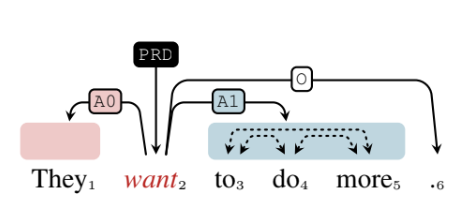 PRD
A0 A1 O
They₁ want₂ to₃ do₄ more₅ .₆